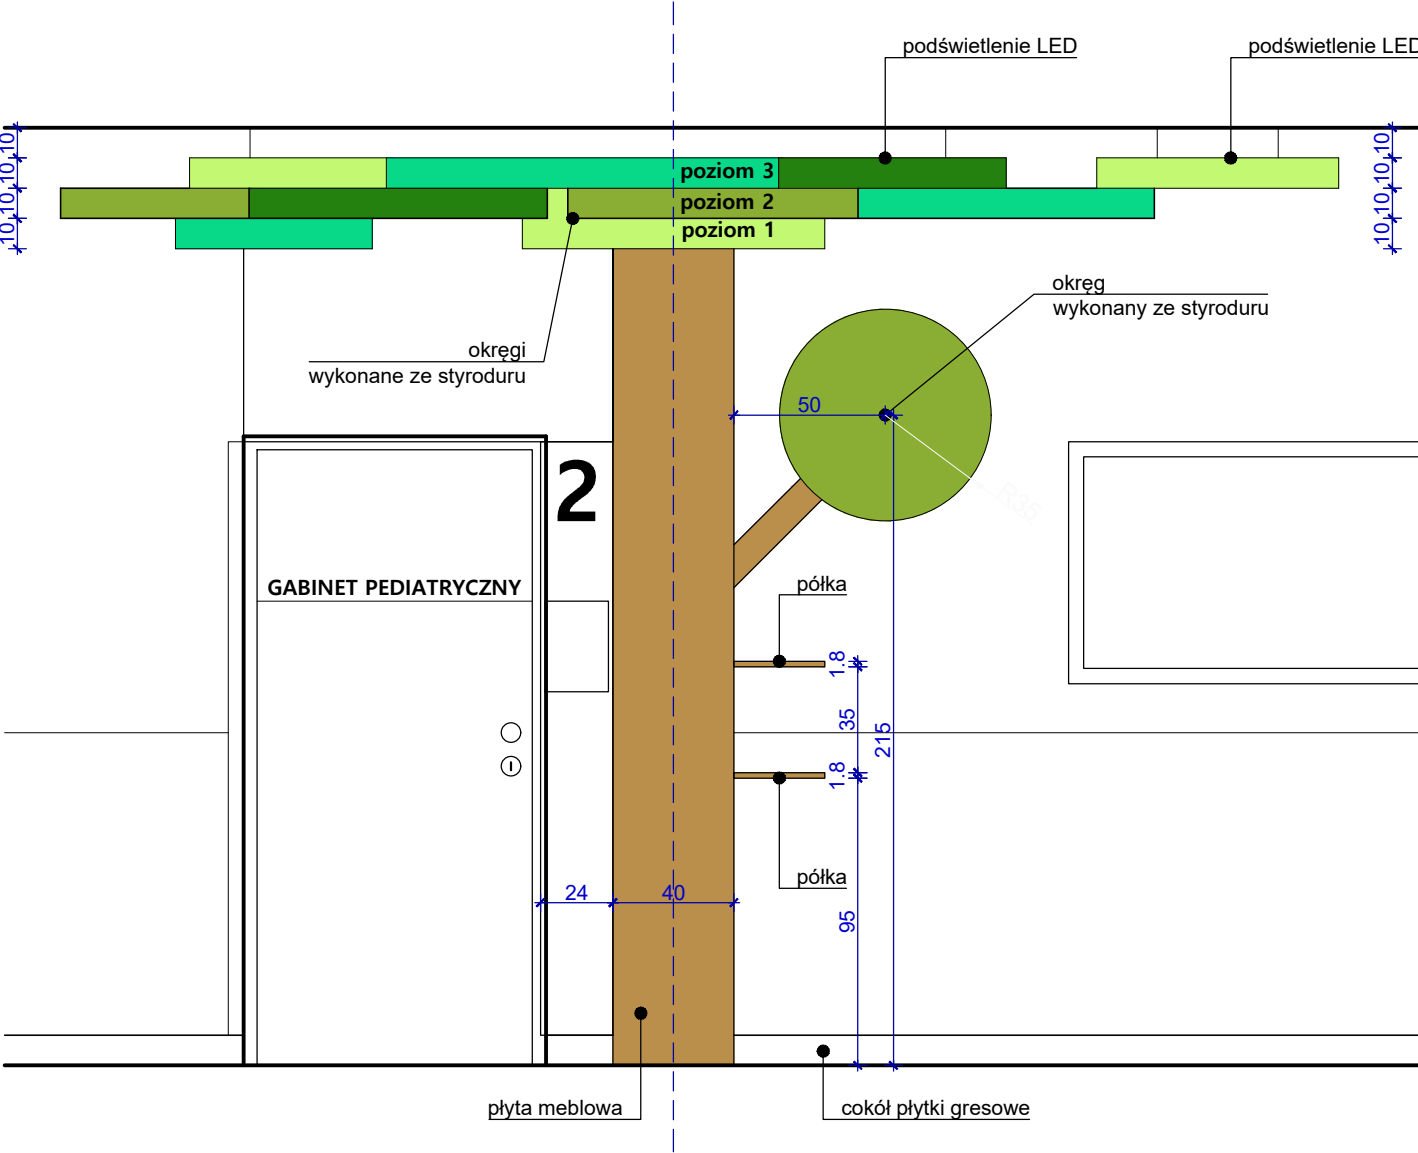 podświetlenie LED
podświetlenie LED
10
10
10
10
10
10
10
10
poziom 3
poziom 2
poziom 1
okręg
wykonany ze styroduru
okręgi
wykonane ze styroduru
50
2
R35
GABINET PEDIATRYCZNY
półka
1.8
35
215
1.8
półka
24
40
95
płyta meblowa
cokół płytki gresowe